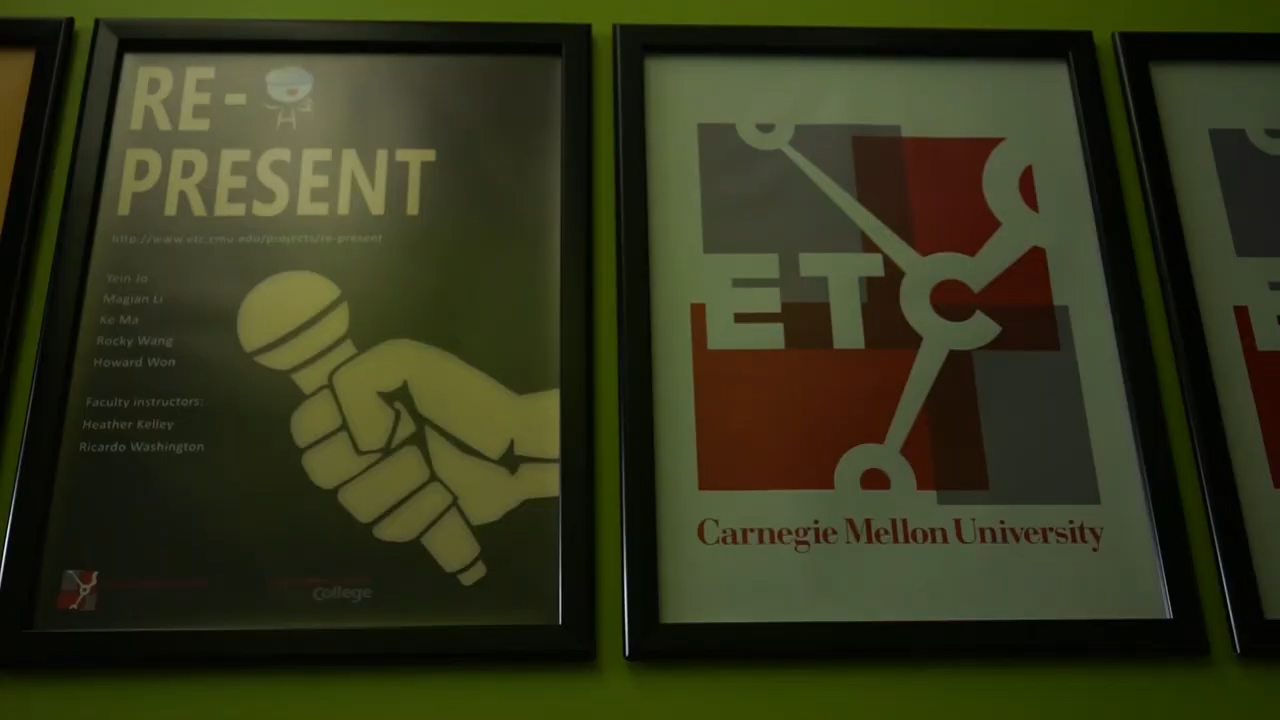 RE-
PRESENT
http://www.etc.cmu.edu/projects/re-present
Yein Jo
Magian Li
Ke Ma
Rocky Wang
Howard Won
Faculty instructors:
Heather Kelley
Ricardo Washington
College
ETC
Carnegie Mellon University